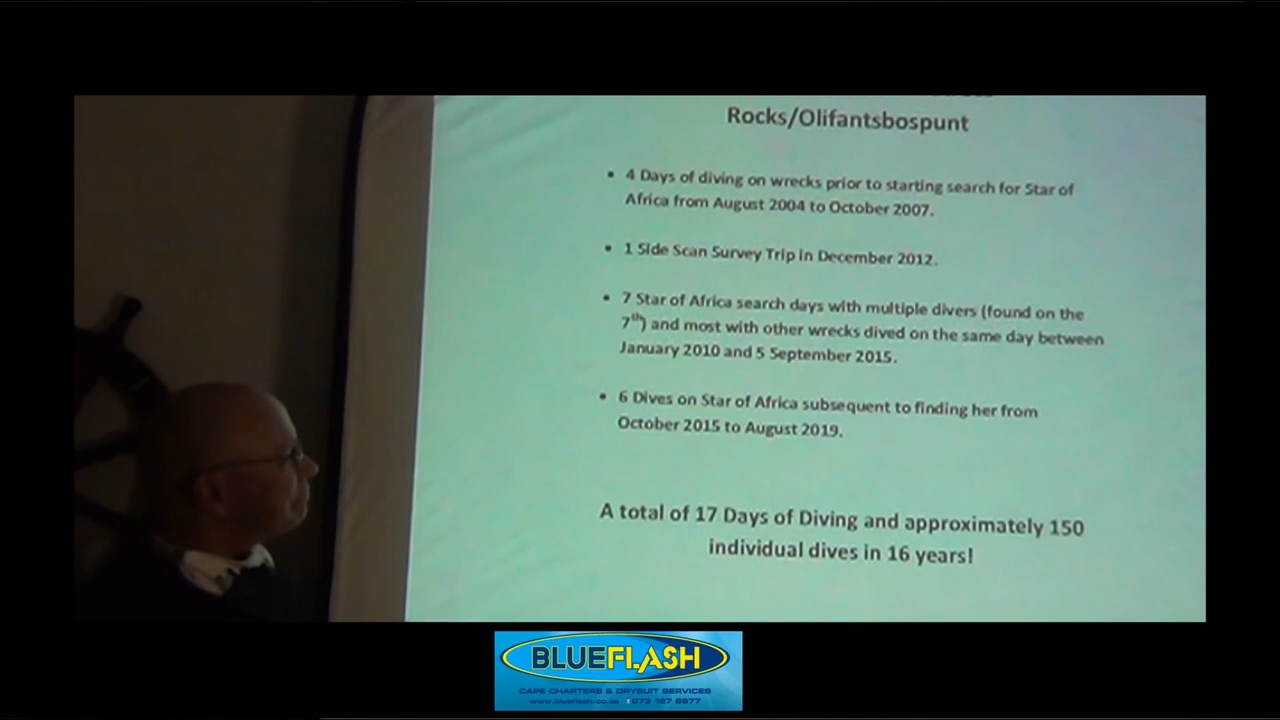 Rocks/Olifantsbospunt
• 4 Days of diving on wrecks prior to starting search for Star of
Africa from August 2004 to October 2007.
• 1 Side Scan Survey Trip in December 2012.
• 7 Star of Africa search days with multiple divers (found on the
7th) and most with other wrecks dived on the same day between
January 2010 and 5 September 2015.
• 6 Dives on Star of Africa subsequent to finding her from
October 2015 to August 2019.
A total of 17 Days of Diving and approximately 150
individual dives in 16 years!
BLUEFLASH
CAPE CHARTERS & DRYSUIT SERVICES
www.blueflash.co.za